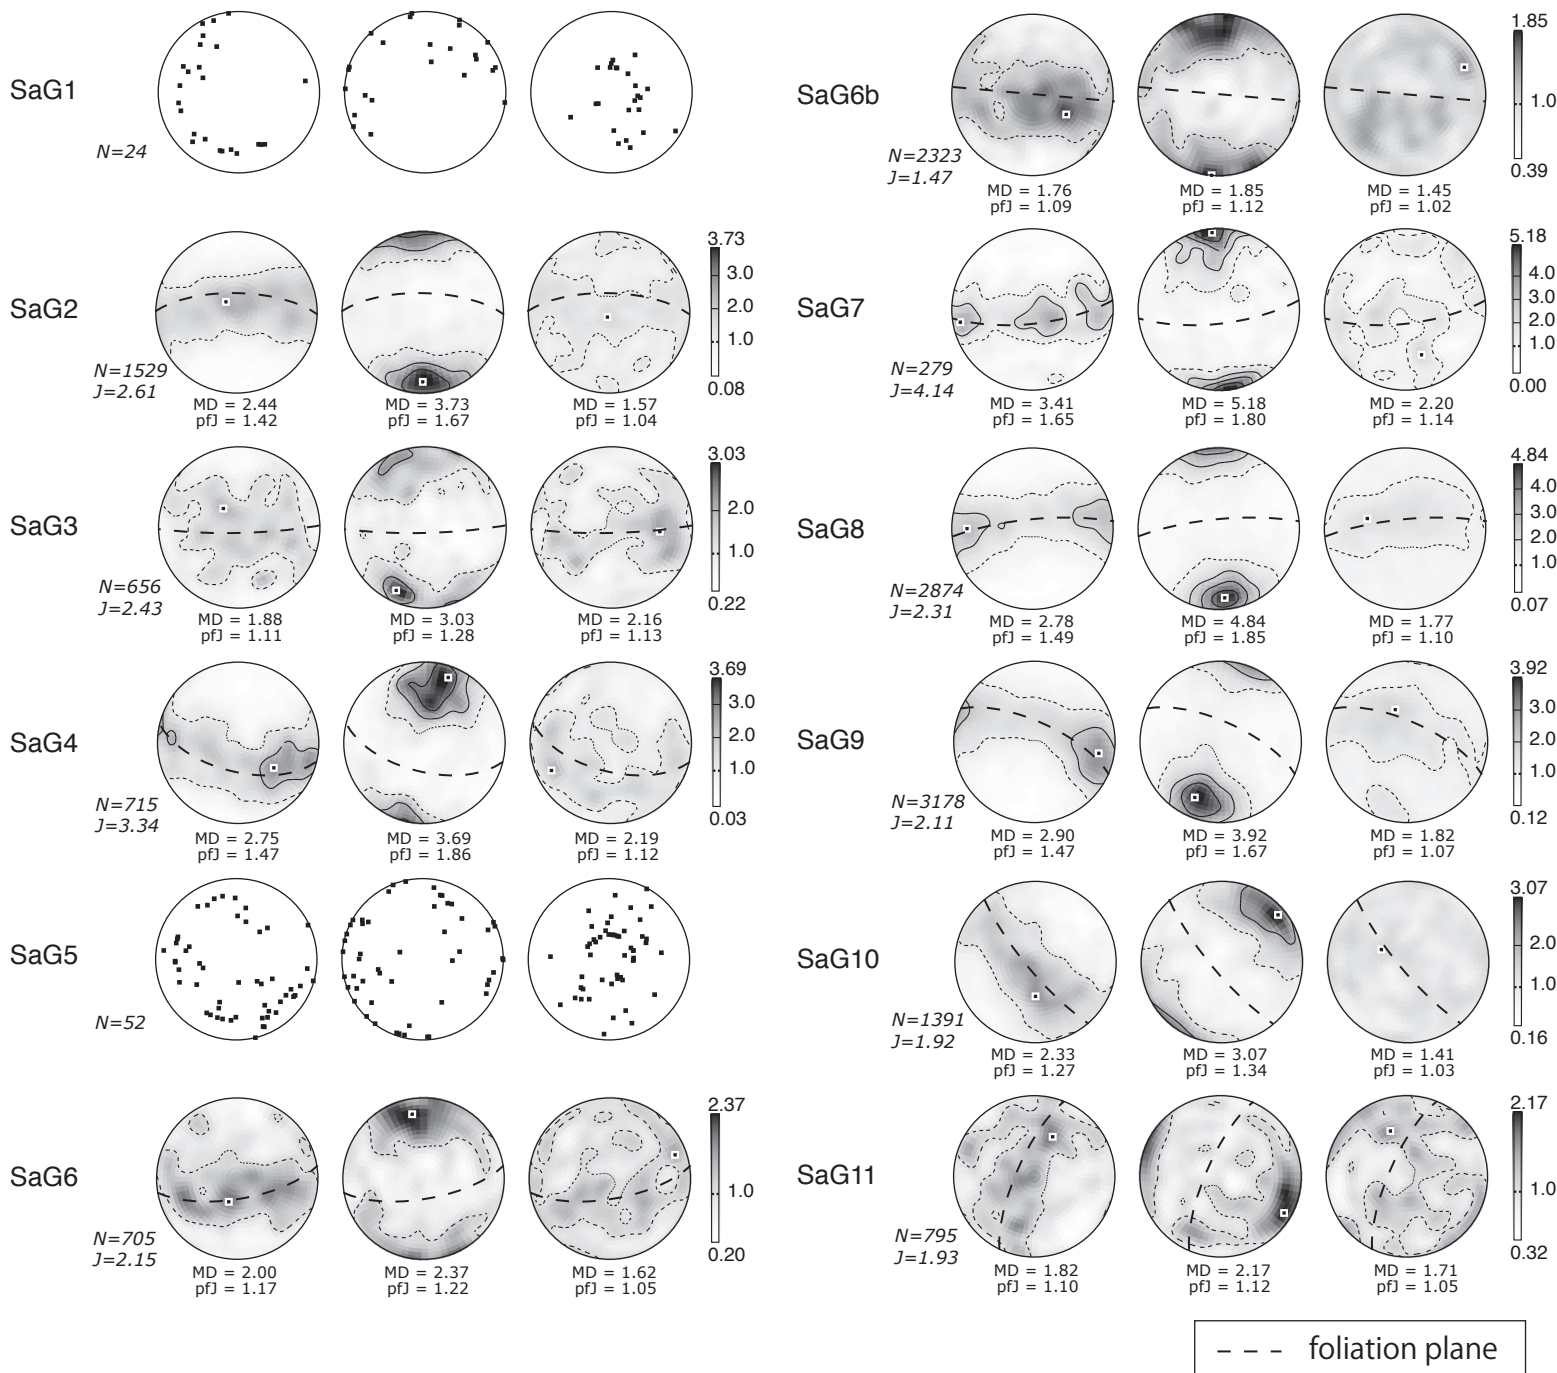 SaG1
N=24
SaG2
N=1529
J=2.61
MD = 2.44
pfJ = 1.42
MD = 3.73
pfJ = 1.67
MD = 1.57
pfJ = 1.04
3.73
3.0
2.0
1.0
0.08
SaG3
N=656
J=2.43
MD = 1.88
pfJ = 1.11
MD = 3.03
pfJ = 1.28
MD = 2.16
pfJ = 1.13
3.03
2.0
1.0
0.22
SaG4
N=715
J=3.34
MD = 2.75
pfJ = 1.47
MD = 3.69
pfJ = 1.86
MD = 2.19
pfJ = 1.12
3.69
3.0
2.0
1.0
0.03
SaG5
N=52
SaG6
N=705
J=2.15
MD = 2.00
pfJ = 1.17
MD = 2.37
pfJ = 1.22
MD = 1.62
pfJ = 1.05
2.37
1.0
0.20
SaG6b
N=2323
J=1.47
MD = 1.76
pfJ = 1.09
MD = 1.85
pfJ = 1.12
MD = 1.45
pfJ = 1.02
1.85
1.0
0.39
SaG7
N=279
J=4.14
MD = 3.41
pfJ = 1.65
MD = 5.18
pfJ = 1.80
MD = 2.20
pfJ = 1.14
5.18
4.0
3.0
2.0
1.0
0.00
SaG8
N=2874
J=2.31
MD = 2.78
pfJ = 1.49
MD = 4.84
pfJ = 1.85
MD = 1.77
pfJ = 1.10
4.84
4.0
3.0
2.0
1.0
0.07
SaG9
N=3178
J=2.11
MD = 2.90
pfJ = 1.47
MD = 3.92
pfJ = 1.67
MD = 1.82
pfJ = 1.07
3.92
3.0
2.0
1.0
0.12
SaG10
N=1391
J=1.92
MD = 2.33
pfJ = 1.27
MD = 3.07
pfJ = 1.34
MD = 1.41
pfJ = 1.03
3.07
2.0
1.0
0.16
SaG11
N=795
J=1.93
MD = 1.82
pfJ = 1.10
MD = 2.17
pfJ = 1.12
MD = 1.71
pfJ = 1.05
2.17
1.0
0.32
foliation plane